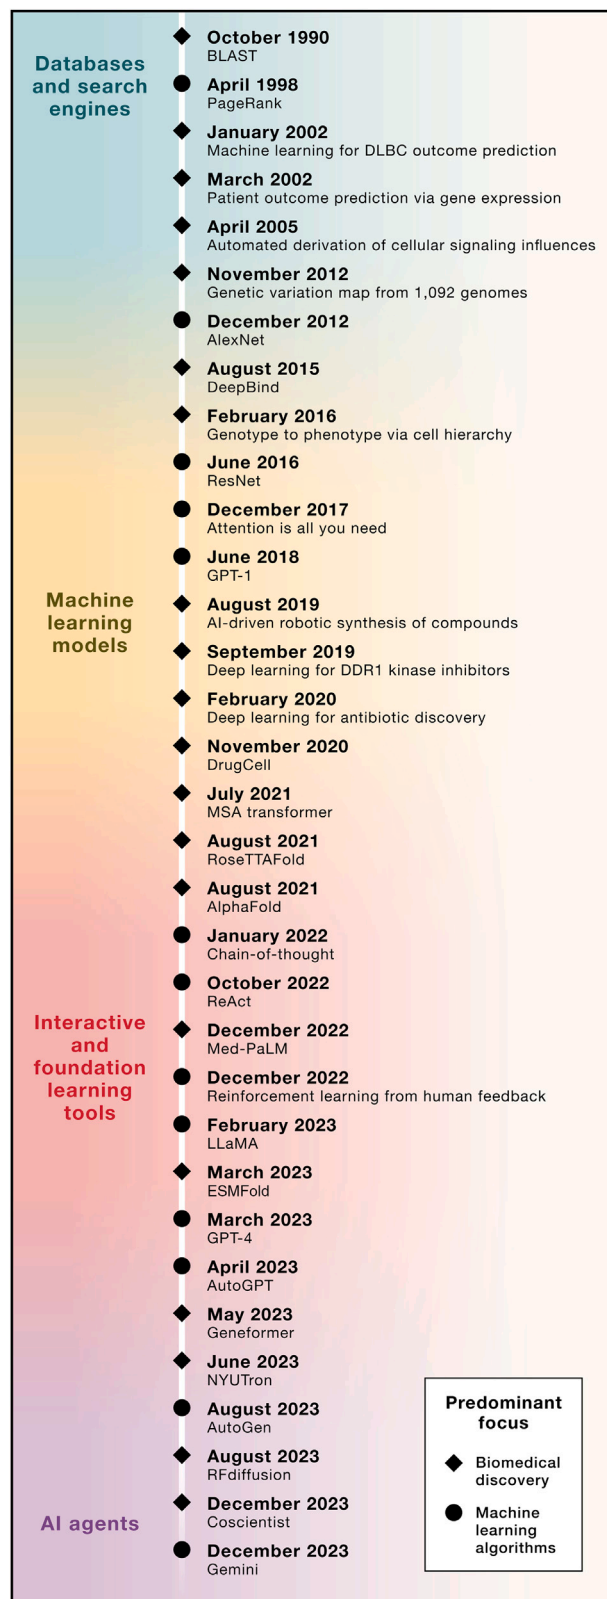 Databases
and search
engines
October 1990
BLAST
April 1998
PageRank
January 2002
Machine learning for DLBC outcome prediction
March 2002
Patient outcome prediction via gene expression
April 2005
Automated derivation of cellular signaling influences
November 2012
Genetic variation map from 1,092 genomes
December 2012
AlexNet
August 2015
DeepBind
February 2016
Genotype to phenotype via cell hierarchy
June 2016
ResNet
December 2017
Attention is all you need
June 2018
GPT-1
Machine
learning
models
August 2019
AI-driven robotic synthesis of compounds
September 2019
Deep learning for DDR1 kinase inhibitors
February 2020
Deep learning for antibiotic discovery
November 2020
DrugCell
July 2021
MSA transformer
August 2021
RoseTTAFold
August 2021
AlphaFold
January 2022
Chain-of-thought
October 2022
ReAct
Interactive
and
foundation
learning
tools
December 2022
Med-PaLM
December 2022
Reinforcement learning from human feedback
February 2023
LLaMA
March 2023
ESMFold
March 2023
GPT-4
April 2023
AutoGPT
May 2023
Geneformer
June 2023
NYUTron
August 2023
AutoGen
August 2023
RFdiffusion
AI agents
December 2023
Coscientist
December 2023
Gemini
Predominant
focus
Biomedical
discovery
Machine
learning
algorithms